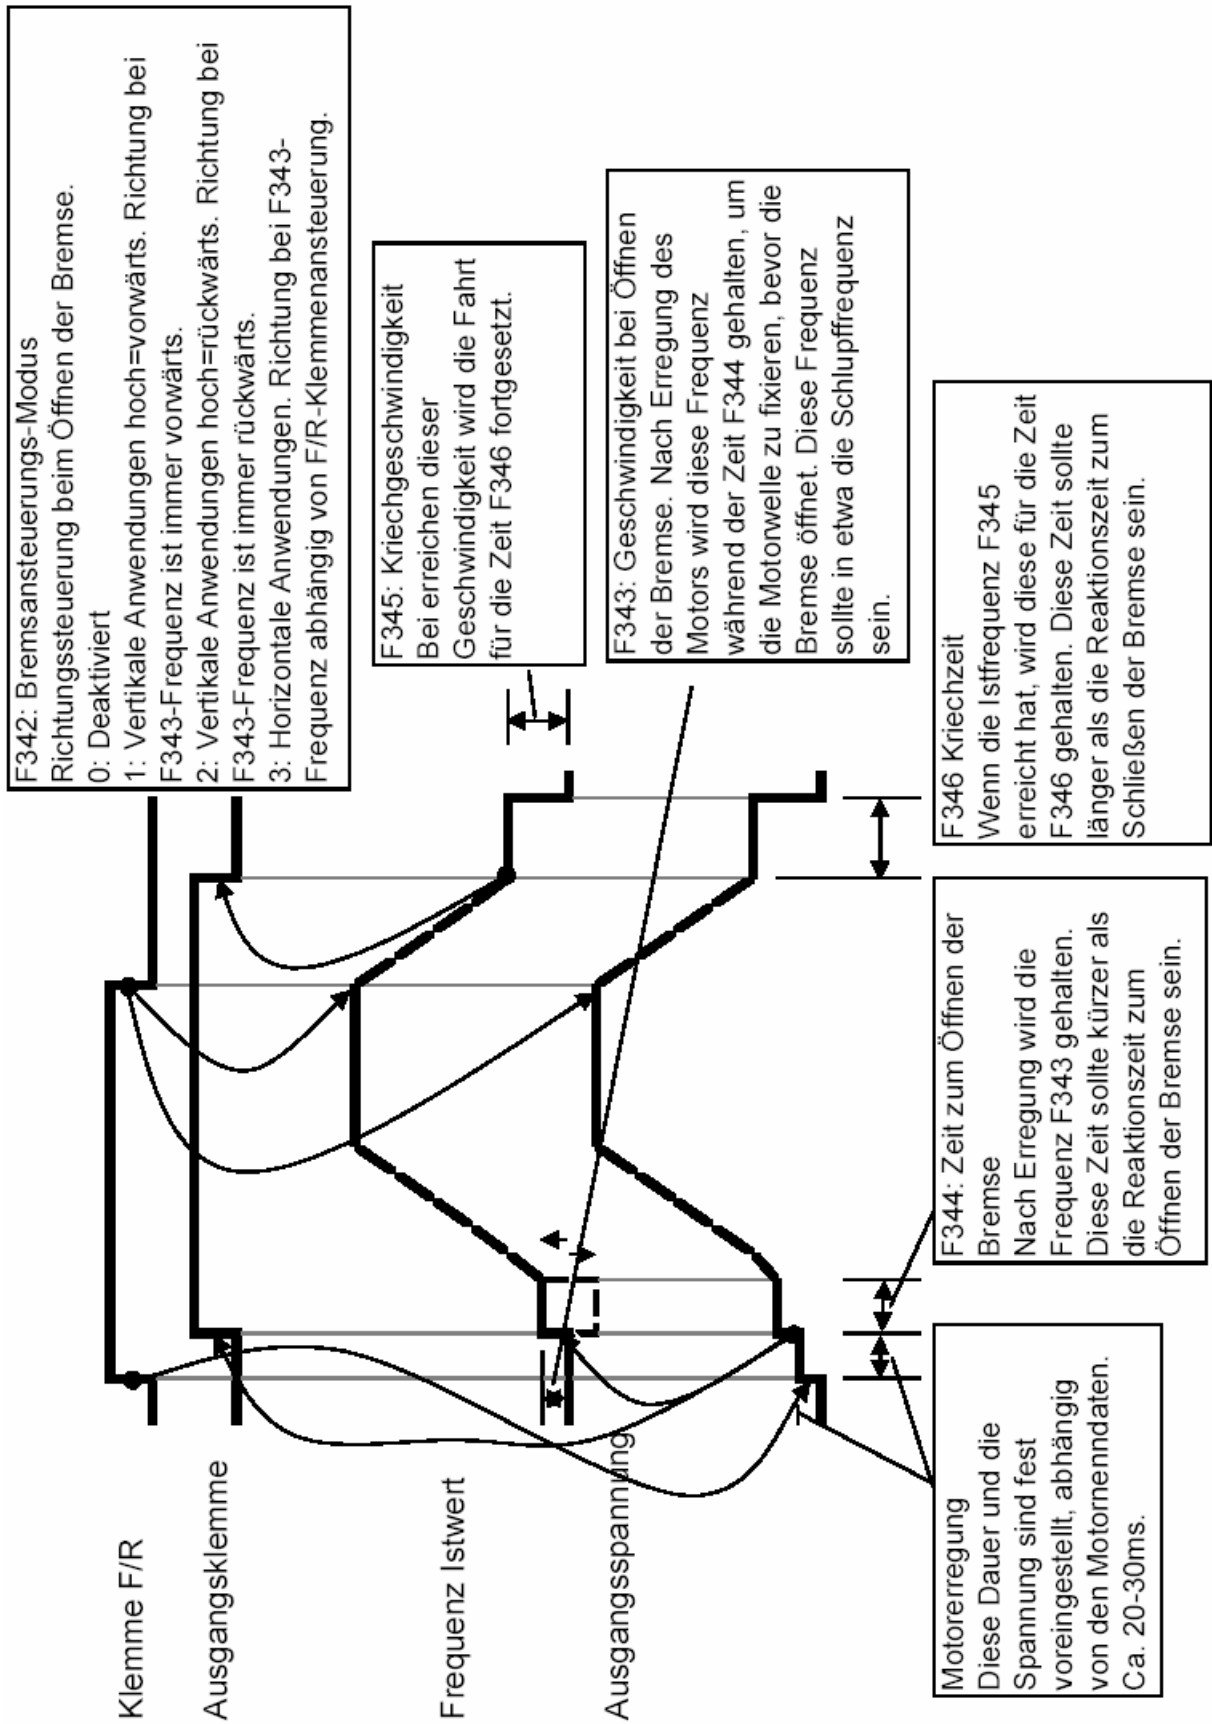 F342: Bremsansteuerungs-Modus
Richtungssteuerung beim Öffnen der Bremse.
0: Deaktiviert
1: Vertikale Anwendungen hoch=vorwärts. Richtung bei
F343-Frequenz ist immer vorwärts.
2: Vertikale Anwendungen hoch=rückwärts. Richtung bei
F343-Frequenz ist immer rückwärts.
3: Horizontale Anwendungen. Richtung bei F343-
Frequenz abhängig von F/R-Klemmenansteuerung.
Klemme F/R
Ausgangsklemme
Frequenz Istwert
Ausgangsspannung
F345: Kriechgeschwindigkeit
Bei erreichen dieser
Geschwindigkeit wird die Fahrt
für die Zeit F346 fortgesetzt.
F343: Geschwindigkeit bei Öffnen
der Bremse. Nach Erregung des
Motors wird diese Frequenz
während der Zeit F344 gehalten, um
die Motorwelle zu fixieren, bevor die
Bremse öffnet. Diese Frequenz
sollte in etwa die Schlupffrequenz
sein.
Motorerregung
Diese Dauer und die
Spannung sind fest
voreingestellt, abhängig
von den Motornenndaten.
Ca. 20-30ms.
F344: Zeit zum Öffnen der
Bremse
Nach Erregung wird die
Frequenz F343 gehalten.
Diese Zeit sollte kürzer als
die Reaktionszeit zum
Öffnen der Bremse sein.
F346 Kriechzeit
Wenn die Istfrequenz F345
erreicht hat, wird diese für die Zeit
F346 gehalten. Diese Zeit sollte
länger als die Reaktionszeit zum
Schließen der Bremse sein.